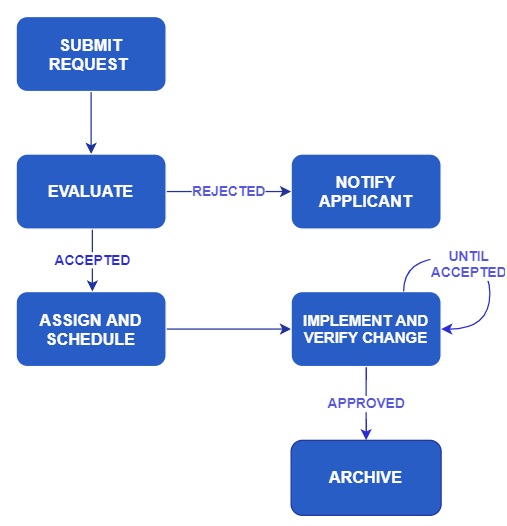 SUBMIT
REQUEST
EVALUATE
REJECTED
NOTIFY
APPLICANT
ACCEPTED
ASSIGN AND
SCHEDULE
IMPLEMENT AND
VERIFY CHANGE
UNTIL
ACCEPTED
APPROVED
ARCHIVE